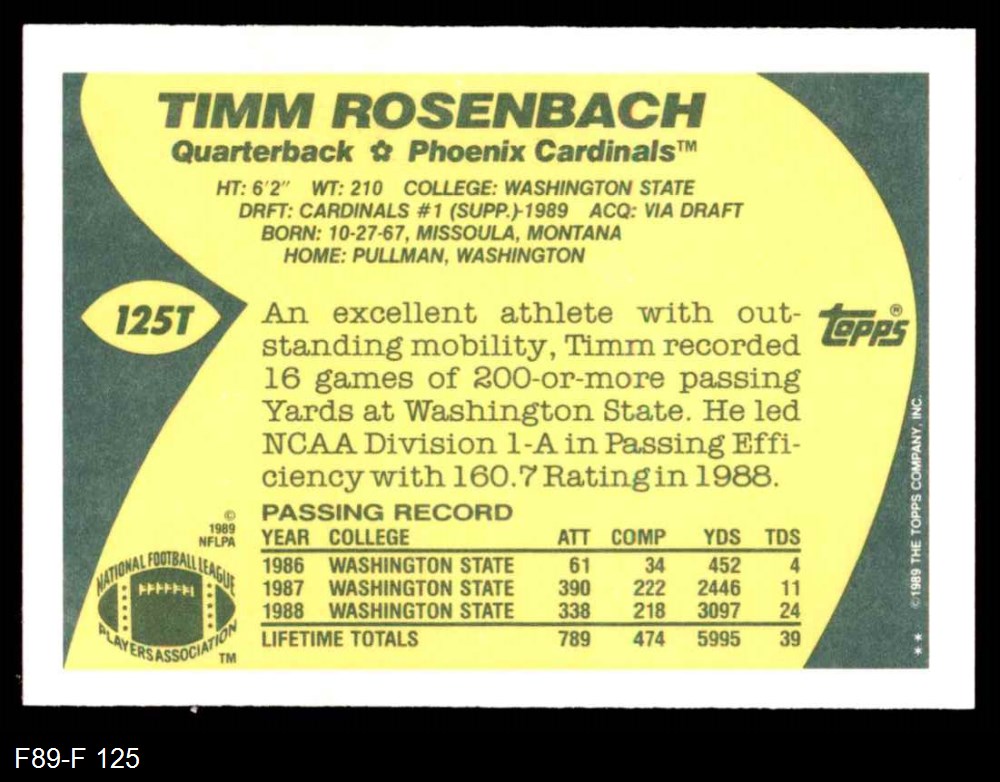 TIMM ROSENBACH
Quarterback ✿ Phoenix Cardinals™
HT: 6'2" WT: 210 COLLEGE: WASHINGTON STATE
DRFT: CARDINALS #1 (SUPP.)-1989 ACQ: VIA DRAFT
BORN: 10-27-67, MISSOULA, MONTANA
HOME: PULLMAN, WASHINGTON
125T
An excellent athlete with out-
standing mobility, Timm recorded
16 games of 200-or-more passing
Yards at Washington State. He led
NCAA Division 1-A in Passing Effi-
ciency with 160.7 Rating in 1988.
topps®
PASSING RECORD
YEAR COLLEGE ATT COMP YDS TDS
1986 WASHINGTON STATE 61 34 452 4
1987 WASHINGTON STATE 390 222 2446 11
1988 WASHINGTON STATE 338 218 3097 24
LIFETIME TOTALS 789 474 5995 39
©
1989
NFLPA
NATIONAL FOOTBALL LEAGUE
PLAYERS ASSOCIATION
TM
©1989 THE TOPPS COMPANY, INC.
**
F89-F 125